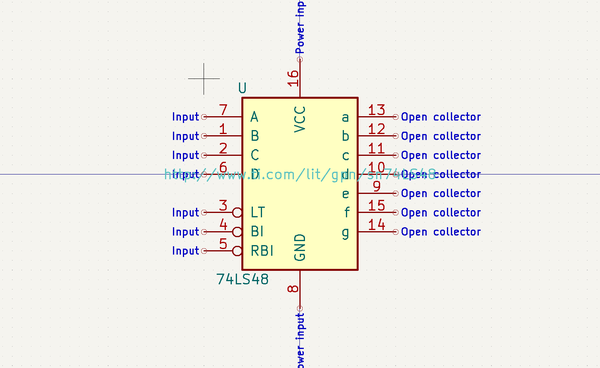 Power inp
16
U
VCC
Input 7 A a 13 Open collector
Input 1 B b 12 Open collector
Input 2 C c 11 Open collector
Input 6 D d 10 Open collector
http://www.ti.com/lit/gpn/sn74LS48
e 9 Open collector
Input 3 LT f 15 Open collector
Input 4 BI g 14 Open collector
Input 5 RBI
GND
74LS48
8
ower input